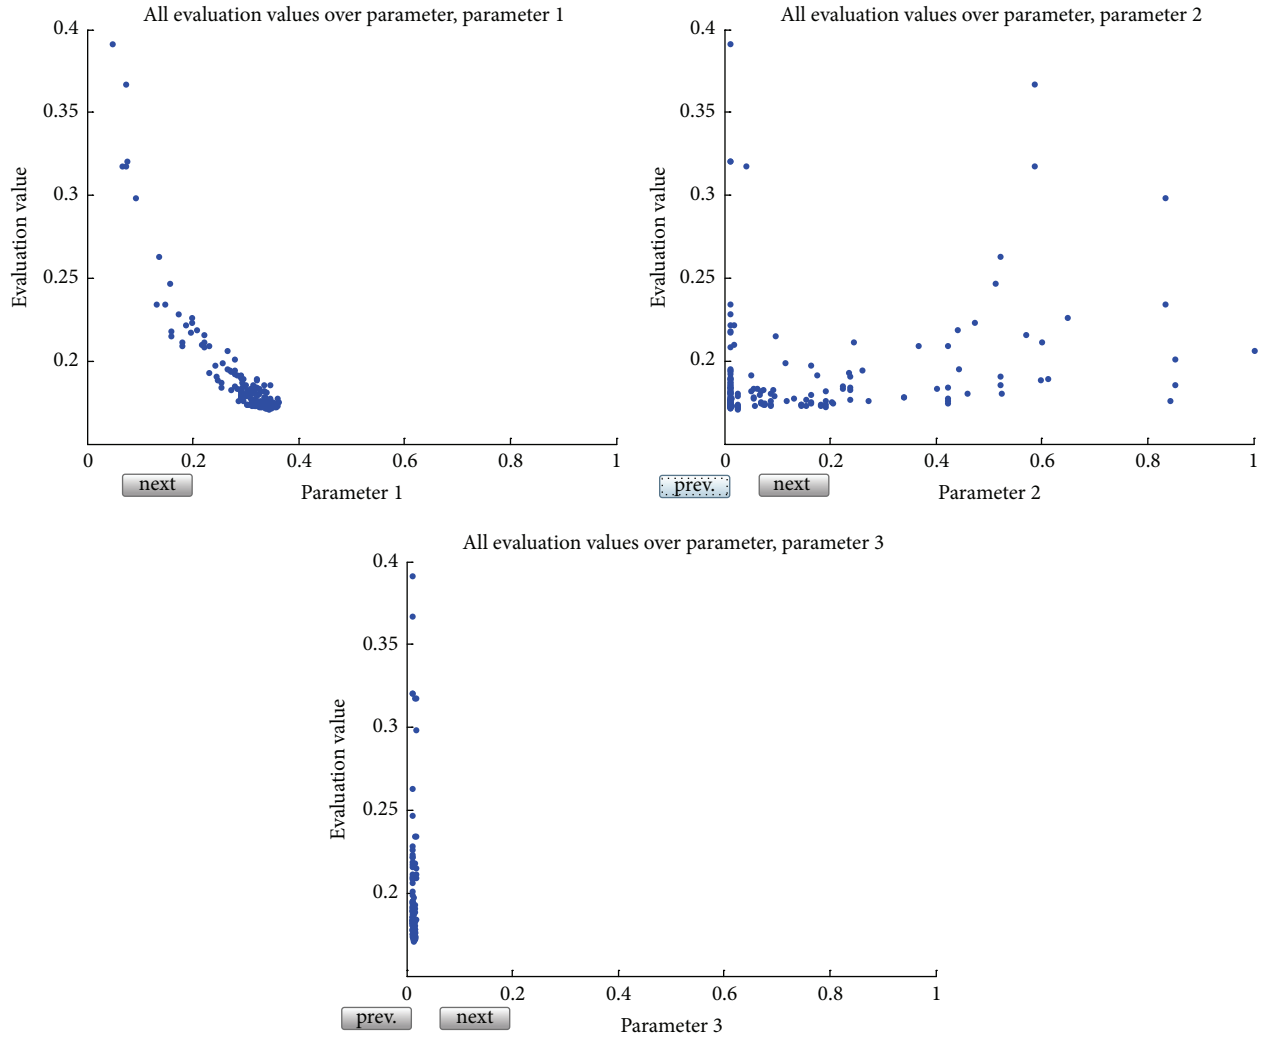 All evaluation values over parameter, parameter 1
0.4
0.35
0.3
0.25
0.2
Evaluation value
0
0.2
0.4
0.6
0.8
1
next
Parameter 1
All evaluation values over parameter, parameter 2
0.4
0.35
0.3
0.25
0.2
Evaluation value
0
0.2
0.4
0.6
0.8
1
prev.
next
Parameter 2
All evaluation values over parameter, parameter 3
0.4
0.35
0.3
0.25
0.2
Evaluation value
0
0.2
0.4
0.6
0.8
1
prev.
next
Parameter 3